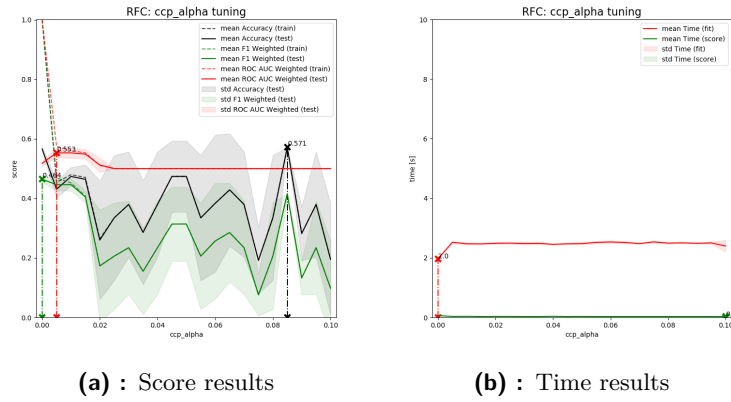 RFC: ccp_alpha tuning
mean Accuracy (train)
mean Accuracy (test)
mean F1 Weighted (train)
mean F1 Weighted (test)
mean ROC AUC Weighted (train)
mean ROC AUC Weighted (test)
std Accuracy (test)
std F1 Weighted (test)
std ROC AUC Weighted (test)
1.0
0.8
0.6
0.4
0.2
0.0
score
0.553
0.571
0.00
0.02
0.04
0.06
0.08
0.10
ccp_alpha
RFC: ccp_alpha tuning
mean Time (fit)
mean Time (score)
std Time (fit)
std Time (score)
10
8
6
4
2
0
time [s]
0.00
0.02
0.04
0.06
0.08
0.10
ccp_alpha
(a) : Score results
(b) : Time results